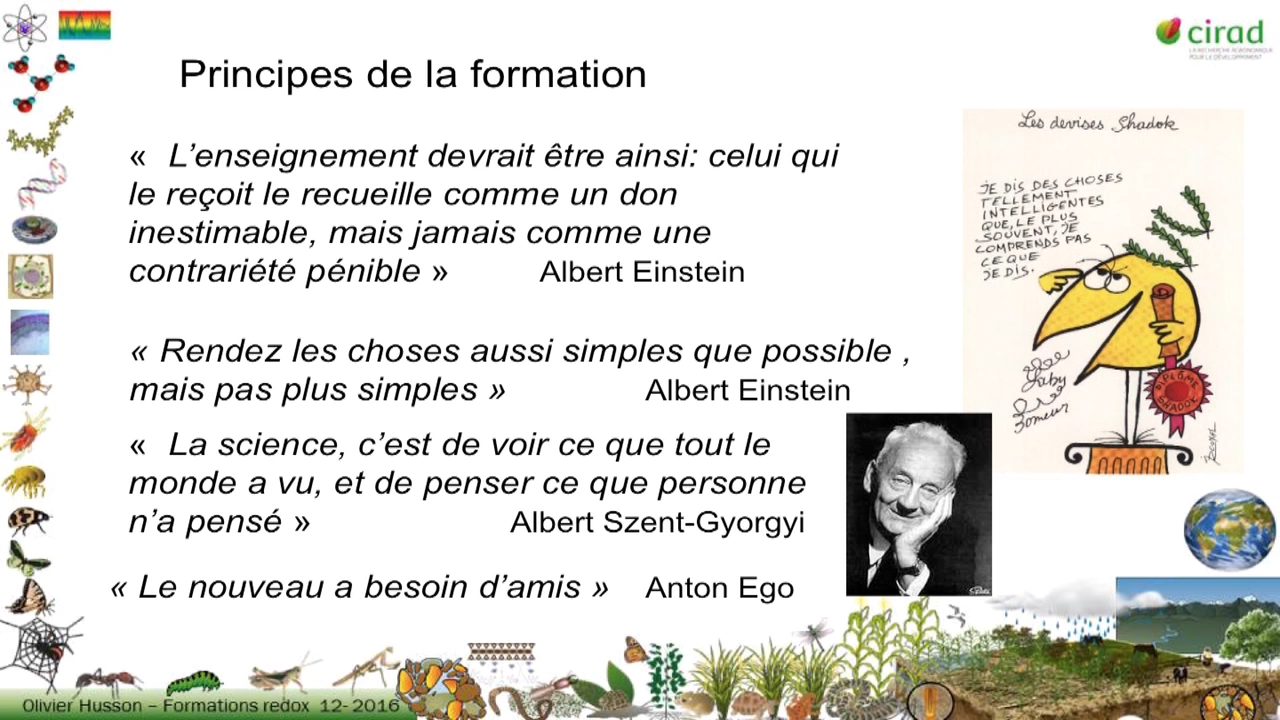 cirad
LA RECHERCHE AGRONOMIQUE
POUR LE DÉVELOPPEMENT
Principes de la formation
« L’enseignement devrait être ainsi: celui qui
le reçoit le recueille comme un don
inestimable, mais jamais comme une
contrariété pénible » Albert Einstein
« Rendez les choses aussi simples que possible ,
mais pas plus simples » Albert Einstein
« La science, c’est de voir ce que tout le
monde a vu, et de penser ce que personne
n’a pensé » Albert Szent-Gyorgyi
« Le nouveau a besoin d’amis » Anton Ego
Les devises Shadok
JE DIS DES CHOSES
TELLEMENT
INTELLIGENTES
QUE, LE PLUS
SOUVENT, JE
COMPRENDS PAS
CE QUE
JE DIS.
DIPLÔME
SHADOK
Olivier Husson – Formations redox 12- 2016